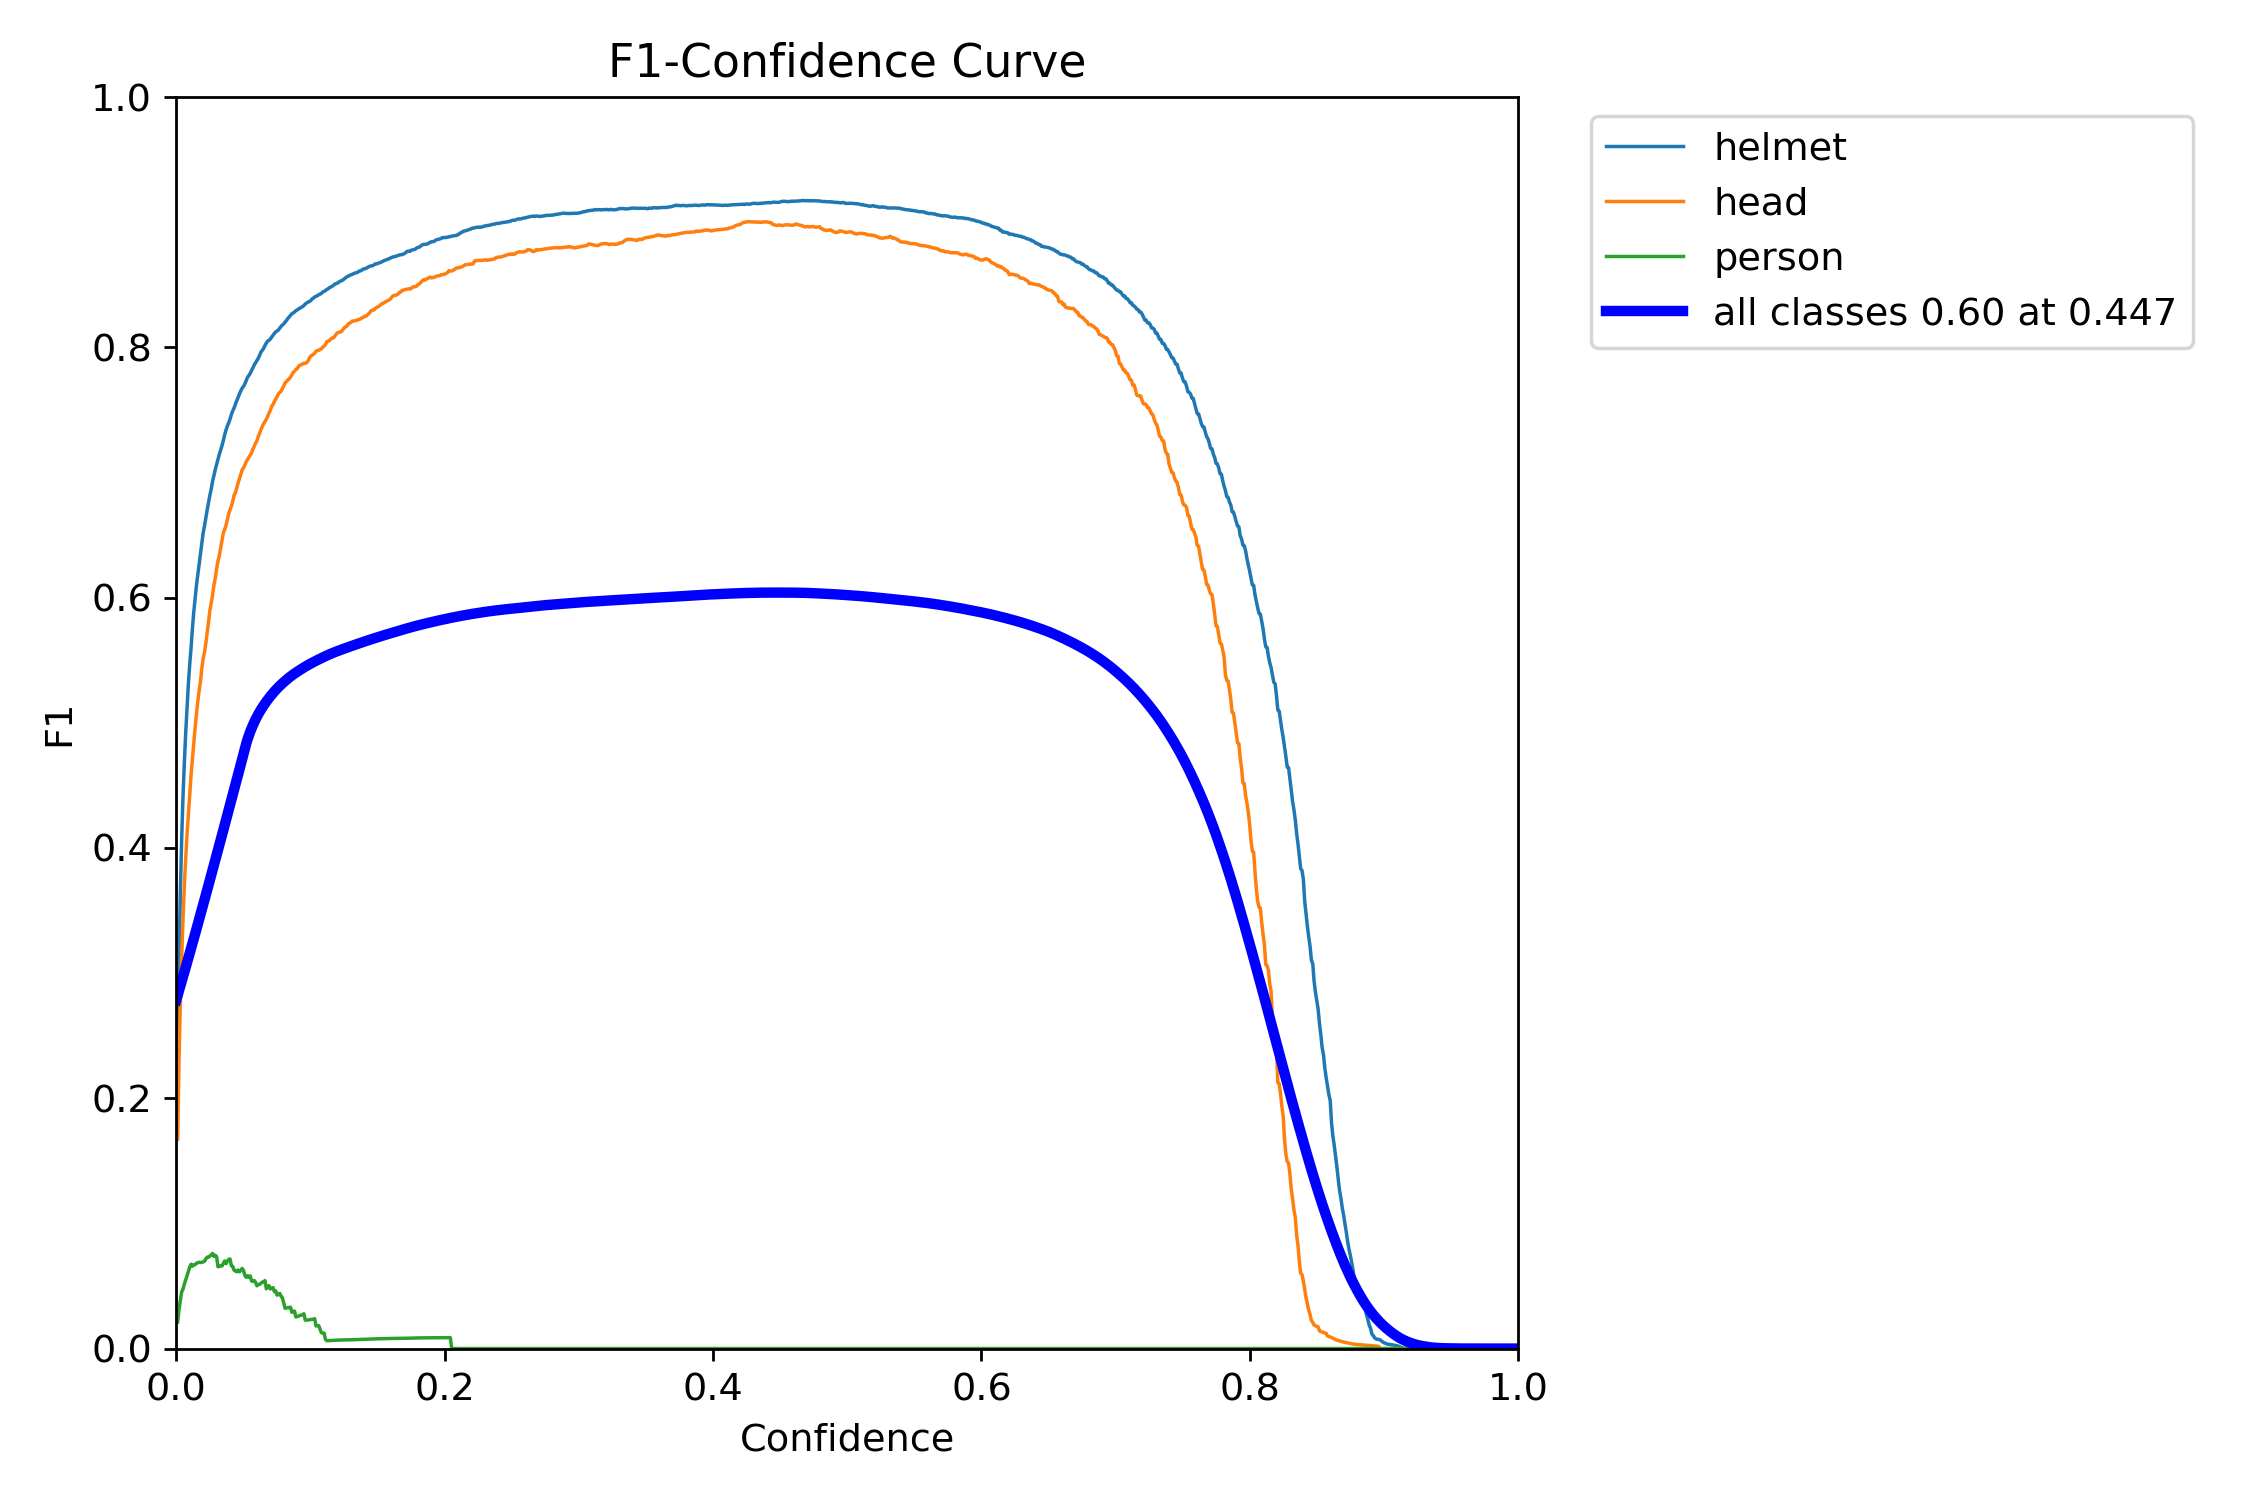 F1-Confidence Curve
1.0
0.8
0.6
0.4
0.2
0.0
F1
0.0 0.2 0.4 0.6 0.8 1.0
Confidence
helmet
head
person
all classes 0.60 at 0.447